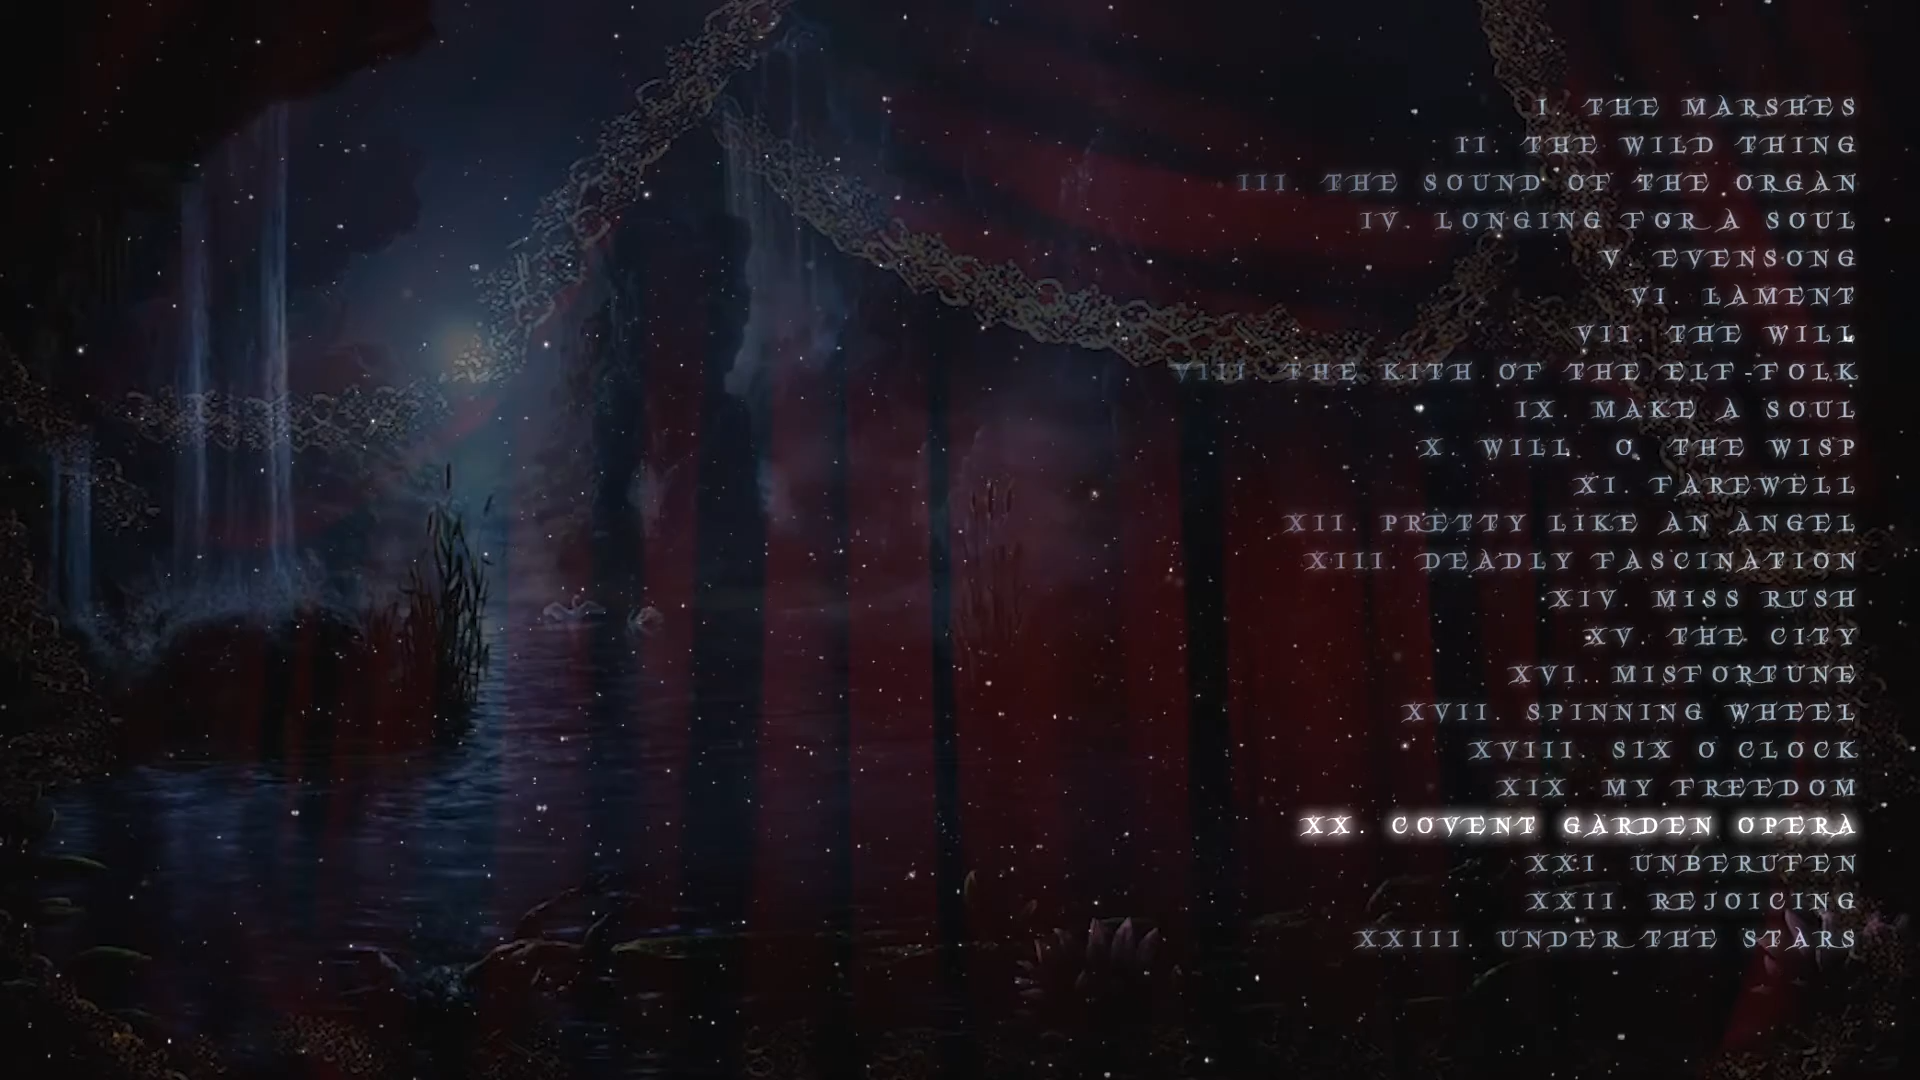 I. THE MARSHES
II. THE WILD THING
III. THE SOUND OF THE ORGAN
IV. LONGING FOR A SOUL
V. EVENSONG
VI. LAMENT
VII. THE WILL
VIII. THE KITH OF THE ELF-FOLK
IX. MAKE A SOUL
X. WILL O THE WISP
XI. FAREWELL
XII. PRETTY LIKE AN ANGEL
XIII. DEADLY FASCINATION
XIV. MISS RUSH
XV. THE CITY
XVI. MISFORTUNE
XVII. SPINNING WHEEL
XVIII. SIX O CLOCK
XIX. MY FREEDOM
XX. COVENT GARDEN OPERA
XXI. UNBERUFEN
XXII. REJOICING
XXIII. UNDER THE STARS